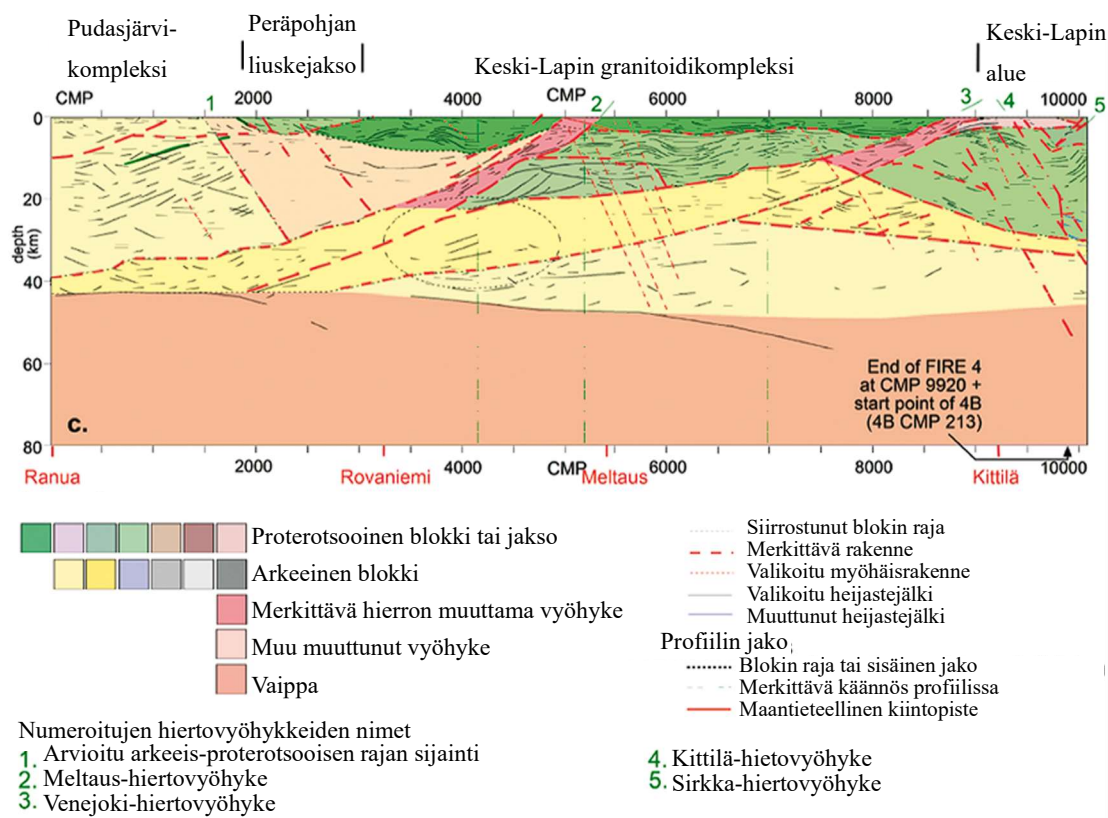 Pudasjärvi-
kompleksi
Peräpohjan
liuskejakso
Keski-Lapin granitoidikompleksi
Keski-Lapin
alue
CMP 1 2000 4000 CMP 2 6000 8000 3 4 10000 5
0
20
40
60
80
depth
(km)
End of FIRE 4
at CMP 9920 +
start point of 4B
(4B CMP 213)
c.
2000 4000 CMP 6000 8000 10000
Ranua Rovaniemi Meltaus Kittilä
Proterotsooinen blokki tai jakso
Arkeeinen blokki
Merkittävä hierron muuttama vyöhyke
Muu muuttunut vyöhyke
Vaippa
Siirrostunut blokin raja
Merkittävä rakenne
Valikoitu myöhäisrakenne
Valikoitu heijastejälki
Muuttunut heijastejälki
Profiilin jako
Blokin raja tai sisäinen jako
Merkittävä käännös profiilissa
Maantieteellinen kiintopiste
Numeroitujen hiertovyöhykkeiden nimet
1. Arvioitu arkeeis-proterotsooisen rajan sijainti
2. Meltaus-hiertovyöhyke
3. Venejoki-hiertovyöhyke
4. Kittilä-hietovyöhyke
5. Sirkka-hiertovyöhyke